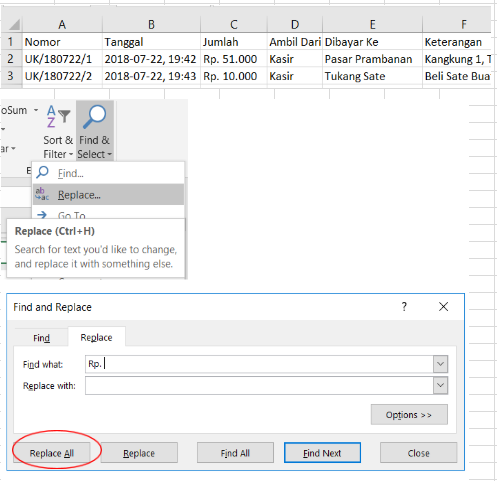 A B C D E F
1 Nomor Tanggal Jumlah Ambil Dari Dibayar Ke Keterangan
2 UK/180722/1 2018-07-22, 19:42 Rp. 51.000 Kasir Pasar Prambanan Kangkung 1, T
3 UK/180722/2 2018-07-22, 19:43 Rp. 10.000 Kasir Tukang Sate Beli Sate Bua
oSum
A
Z
ar
Sort & Find &
Filter Select
E
Find...
ab
ac Replace...
Go To
Replace (Ctrl+H)
Search for text you'd like to change,
and replace it with something else.
Find and Replace ?
Find Replace
Find what: Rp.
Replace with:
Options >>
Replace All Replace Find All Find Next Close